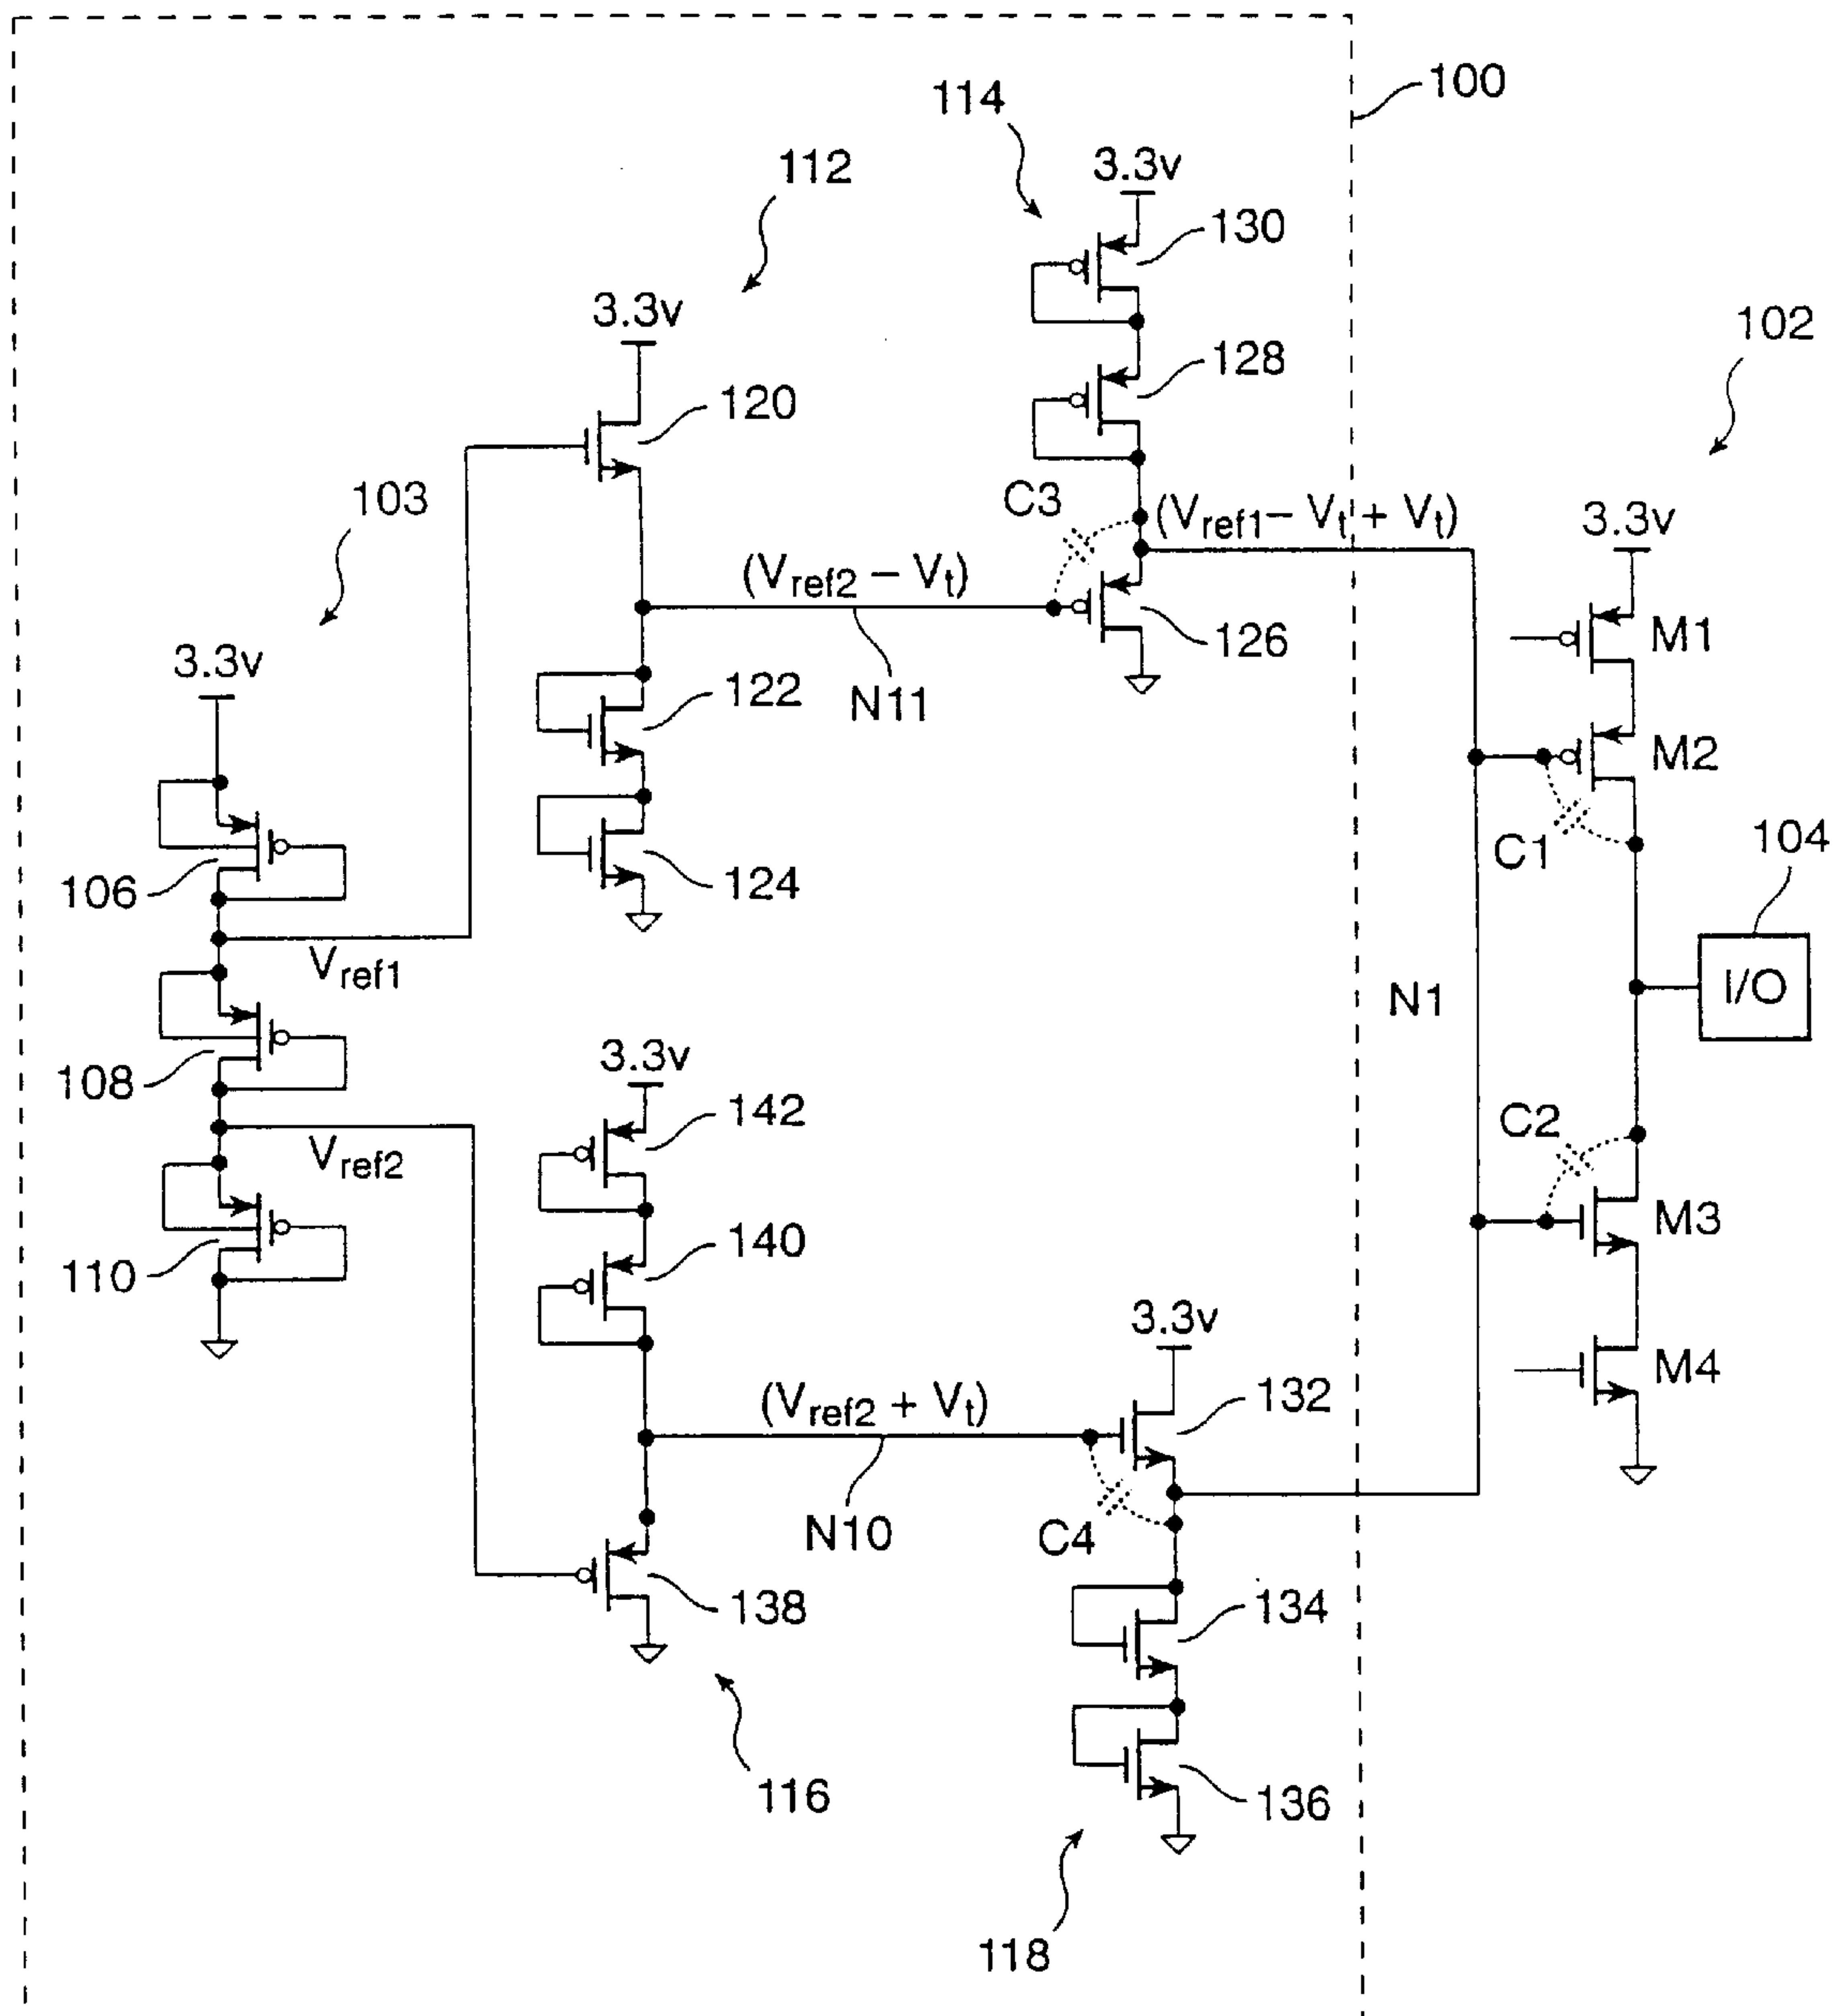 100
114
3.3v
130
112
3.3v
128
102
120
103
C3
(Vref1 – Vt + Vt)
3.3v
(Vref2 – Vt)
126
M1
3.3v
122
N11
M2
C1
104
106
124
Vref1
I/O
N1
108
3.3v
142
C2
Vref2
M3
110
140
3.3v
M4
(Vref2 + Vt)
132
N10
C4
138
134
116
136
118